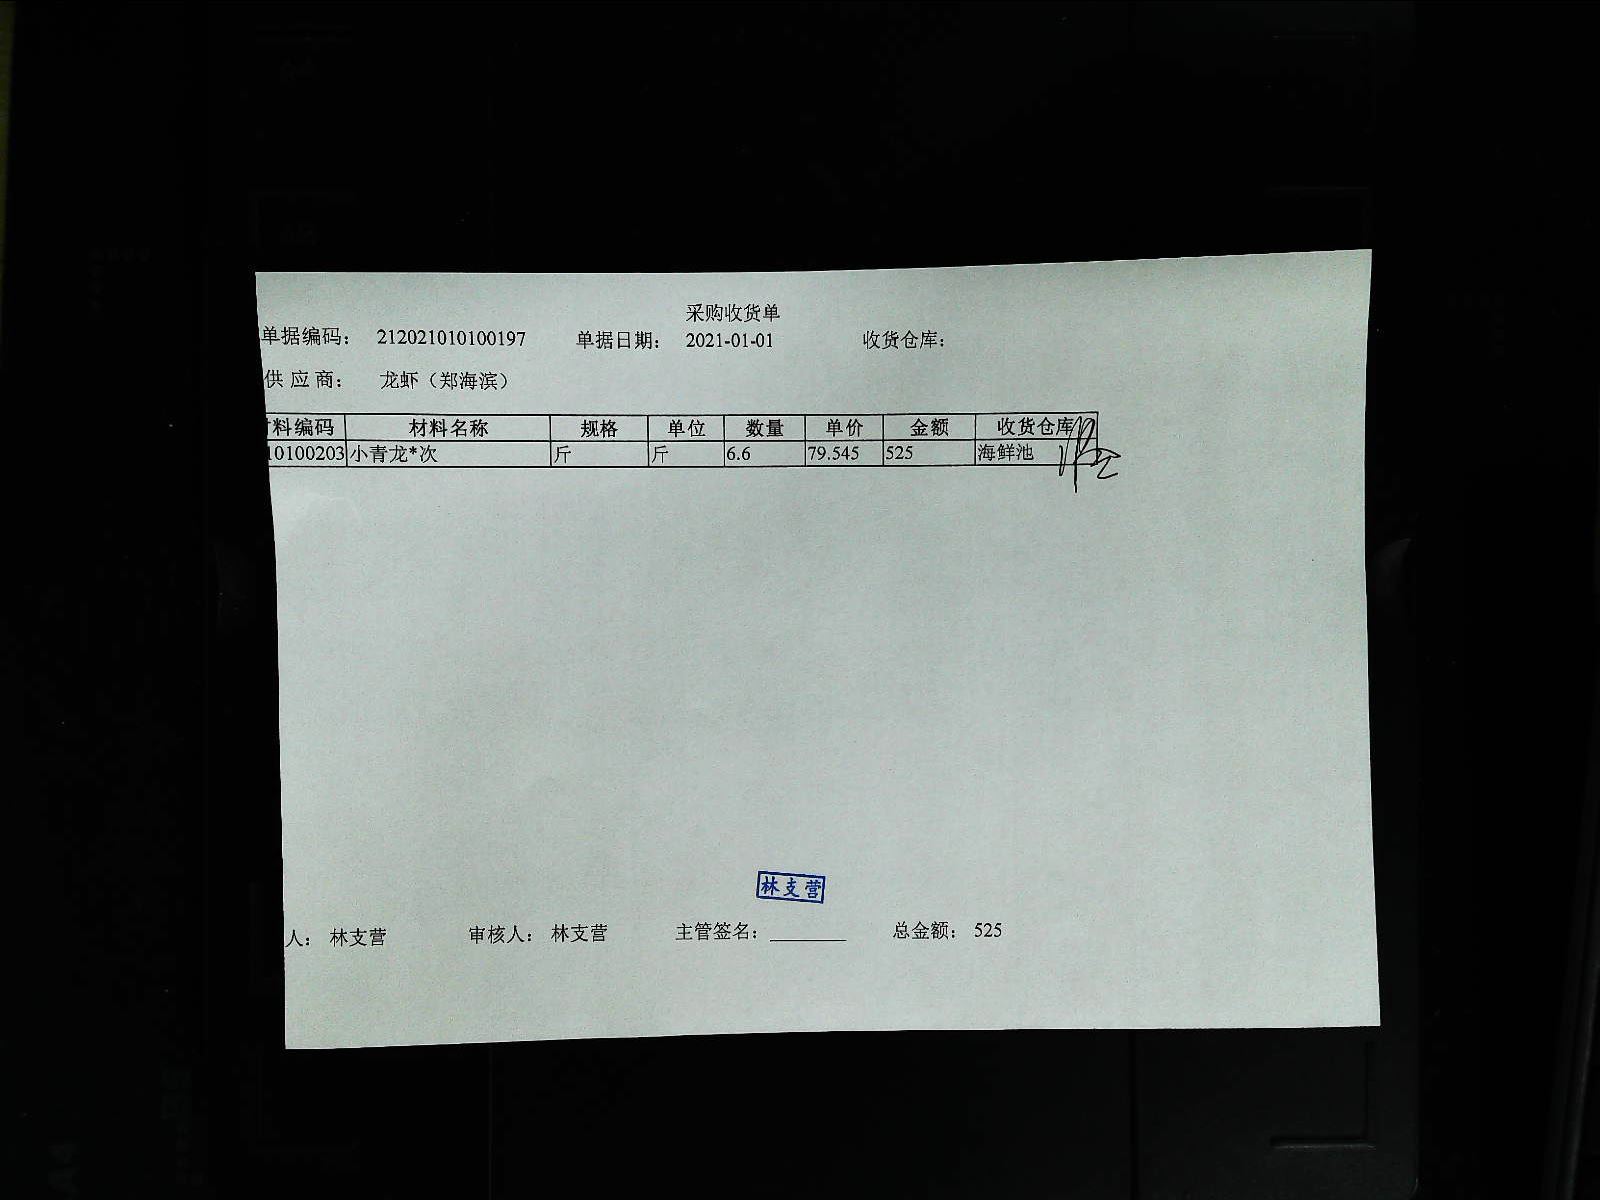 采购收货单
单据编码： 212021010100197 单据日期： 2021-01-01 收货仓库：
供 应 商： 龙虾（郑海滨）
料编码 材料名称 规格 单位 数量 单价 金额 收货仓库
10100203 小青龙*次 斤 斤 6.6 79.545 525 海鲜池
林支营
人： 林支营 审核人： 林支营 主管签名：________ 总金额： 525